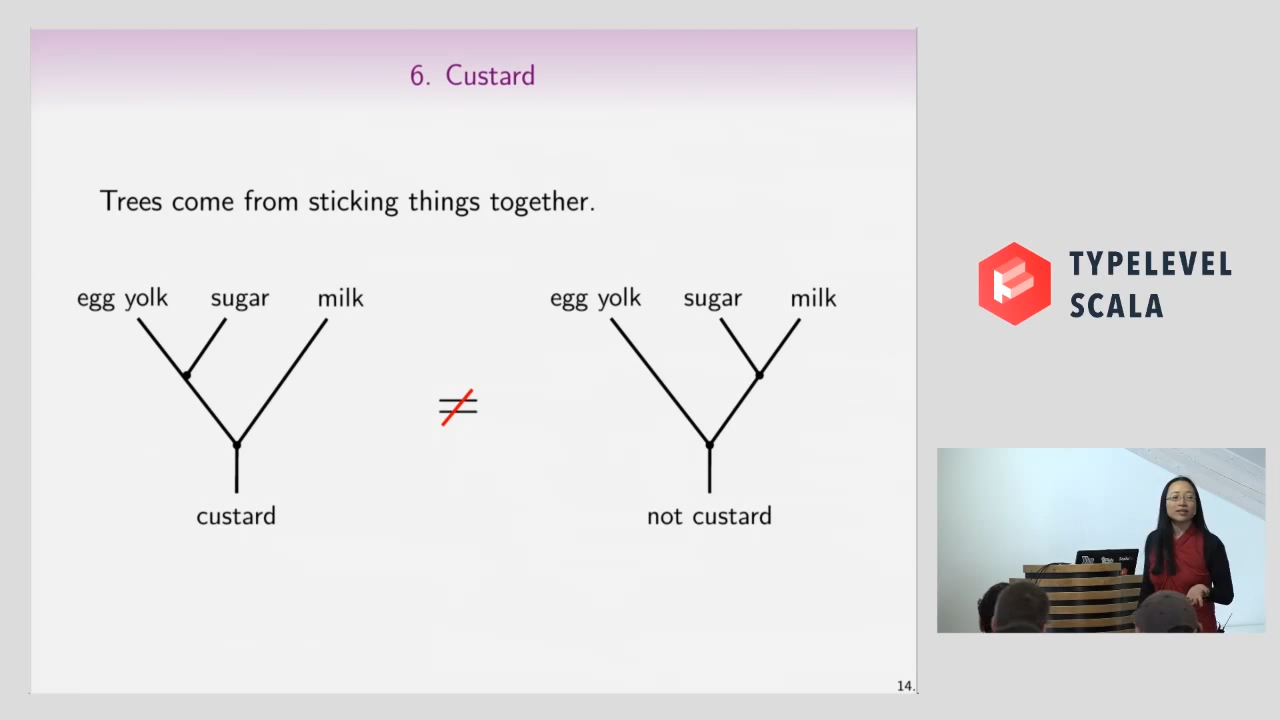 6. Custard
Trees come from sticking things together.
egg yolk sugar milk
egg yolk sugar milk
≠
custard
not custard
14.
TYPELEVEL
SCALA